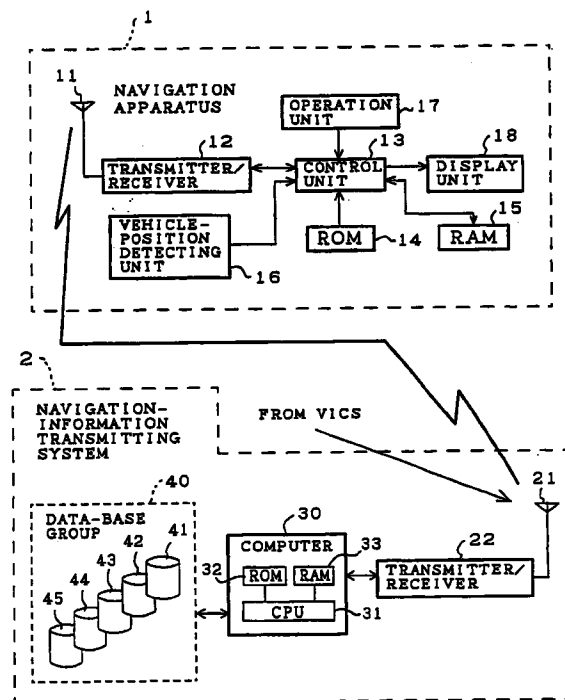 1
11
NAVIGATION
APPARATUS
OPERATION
UNIT
17
12
TRANSMITTER/
RECEIVER
13
CONTROL
UNIT
18
DISPLAY
UNIT
VEHICLE-
POSITION
DETECTING
UNIT
16
ROM
14
15
RAM
2
NAVIGATION-
INFORMATION
TRANSMITTING
SYSTEM
FROM VICS
21
40
DATA-BASE
GROUP
41
42
43
44
45
30
COMPUTER
32
ROM
RAM
33
CPU
31
22
TRANSMITTER/
RECEIVER